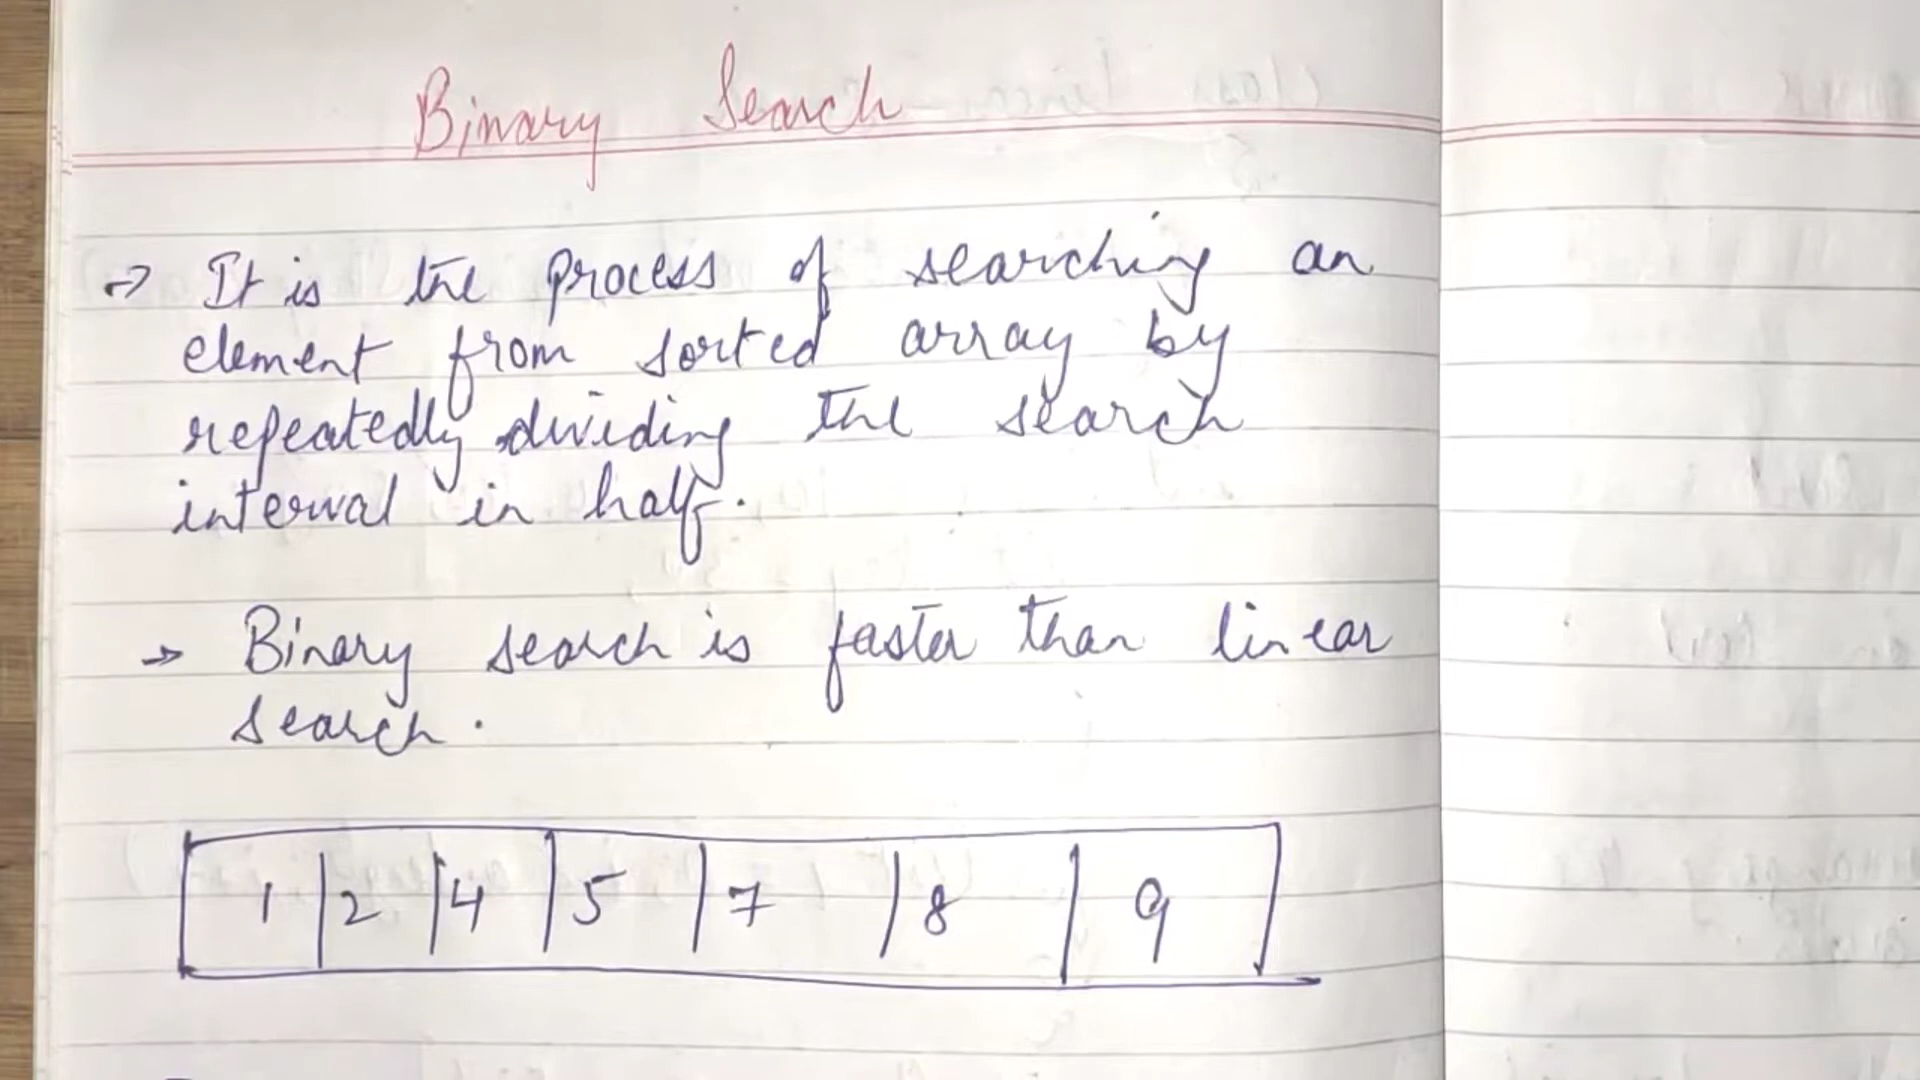 Binary Search
→ It is the process of searching an
element from sorted array by
repeatedly dividing the search
interval in half.
→ Binary search is faster than linear
search.
1 | 2 | 4 | 5 | 7 | 8 | 9